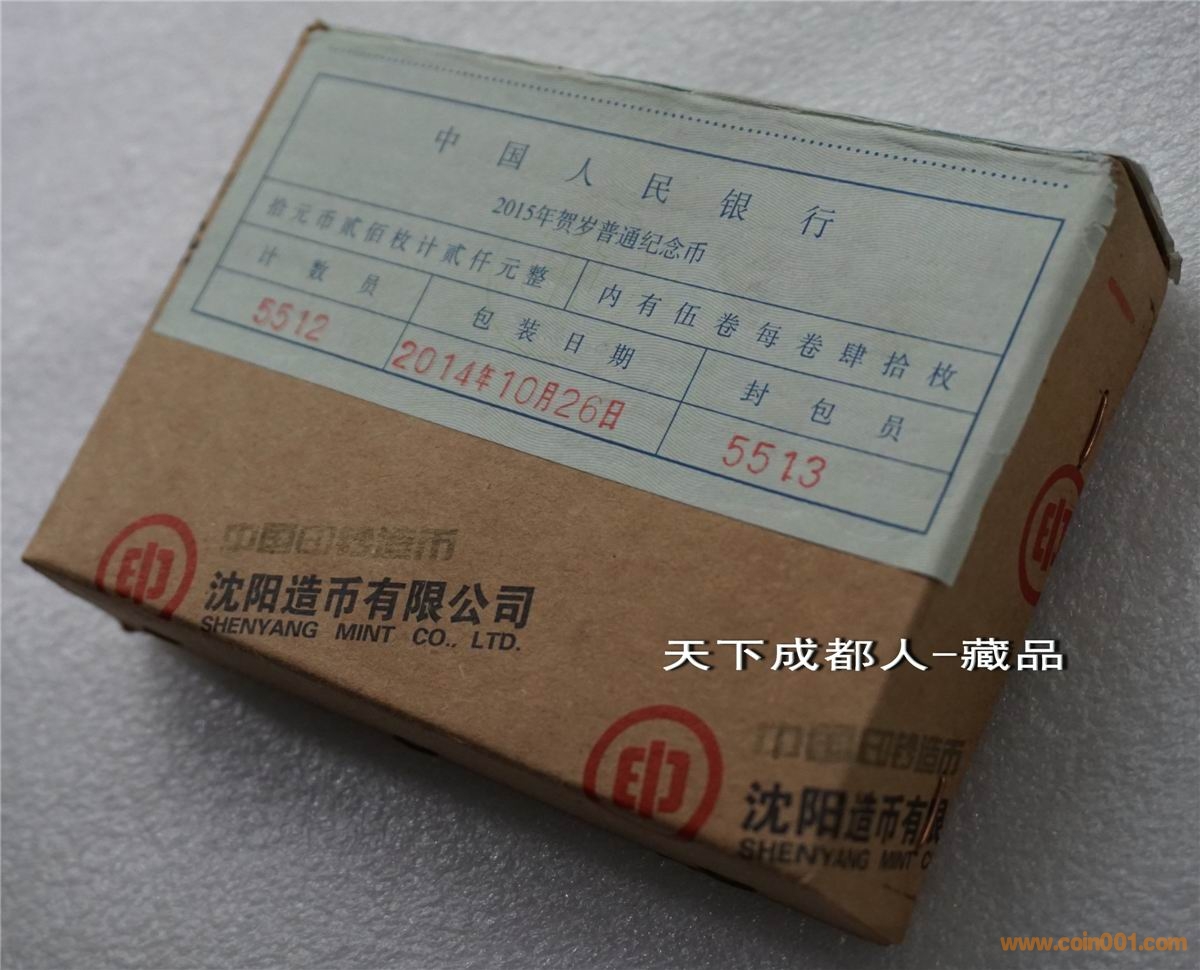 中国人民银行
2015年贺岁普通纪念币
拾元币贰佰枚计贰仟元整 内有伍卷每卷肆拾枚
计数员 包装日期 封包员
5512 2014年10月26日 5513
印 中国印钞造币
沈阳造币有限公司
SHENYANG MINT CO., LTD.
印
天下成都人-藏品
印 中国印钞造币
沈阳造币有限
SHENYANG MINT C
www.coin001.com